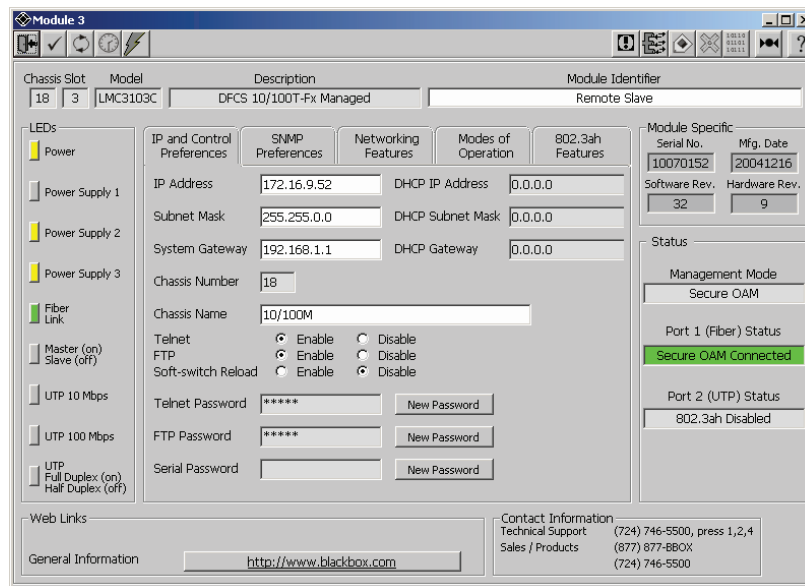 Module 3
Chassis Slot Model Description Module Identifier
18 3 LMC3103C DFCS 10/100T-Fx Managed Remote Slave
LEDs
Power
Power Supply 1
Power Supply 2
Power Supply 3
Fiber
Link
Master (on)
Slave (off)
UTP 10 Mbps
UTP 100 Mbps
UTP
Full Duplex (on)
Half Duplex (off)
IP and Control
Preferences
SNMP
Preferences
Networking
Features
Modes of
Operation
802.3ah
Features
IP Address 172.16.9.52 DHCP IP Address 0.0.0.0
Subnet Mask 255.255.0.0 DHCP Subnet Mask 0.0.0.0
System Gateway 192.168.1.1 DHCP Gateway 0.0.0.0
Chassis Number 18
Chassis Name 10/100M
Telnet Enable Disable
FTP Enable Disable
Soft-switch Reload Enable Disable
Telnet Password ***** New Password
FTP Password ***** New Password
Serial Password New Password
Module Specific
Serial No. Mfg. Date
10070152 20041216
Software Rev. Hardware Rev.
32 9
Status
Management Mode
Secure OAM
Port 1 (Fiber) Status
Secure OAM Connected
Port 2 (UTP) Status
802.3ah Disabled
Web Links
General Information http://www.blackbox.com
Contact Information
Technical Support (724) 746-5500, press 1,2,4
Sales / Products (877) 877-BBOX
(724) 746-5500